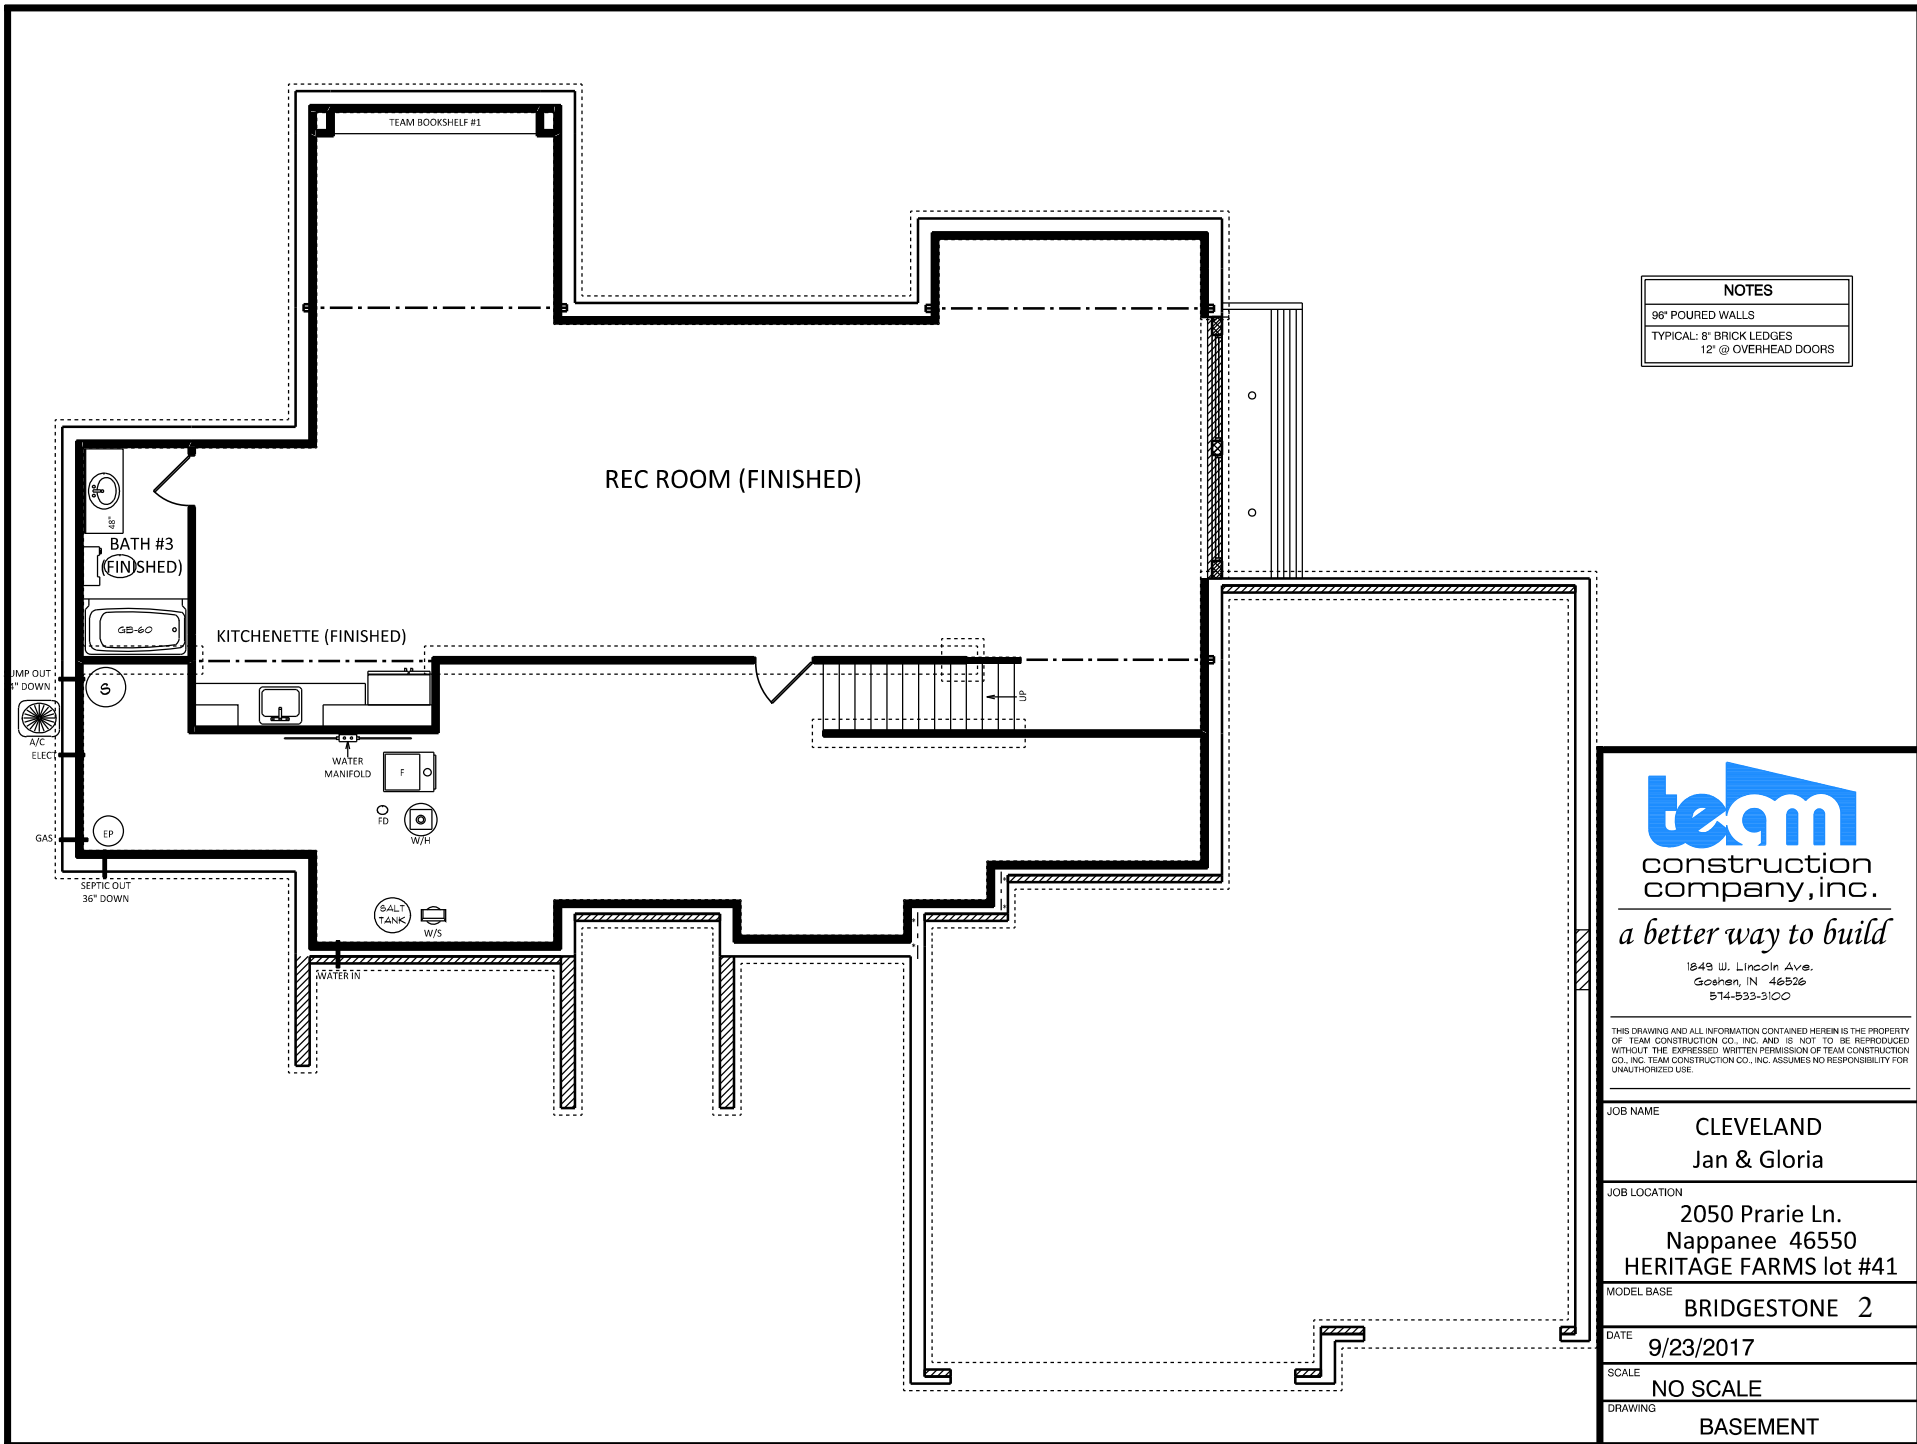 TEAM BOOKSHELF #1
NOTES
96" POURED WALLS
TYPICAL: 8" BRICK LEDGES
12" @ OVERHEAD DOORS
REC ROOM (FINISHED)
48"
BATH #3
(FINISHED)
GB-60
KITCHENETTE (FINISHED)
UMP OUT
4" DOWN
S
UP
A/C
ELEC
WATER
MANIFOLD
F
FD
W/H
GAS
EP
SEPTIC OUT
36" DOWN
SALT
TANK
W/S
WATER IN
team
construction
company,inc.
a better way to build
1849 W. Lincoln Ave.
Goshen, IN 46526
574-533-3100
THIS DRAWING AND ALL INFORMATION CONTAINED HEREIN IS THE PROPERTY
OF TEAM CONSTRUCTION CO., INC. AND IS NOT TO BE REPRODUCED
WITHOUT THE EXPRESSED WRITTEN PERMISSION OF TEAM CONSTRUCTION
CO., INC. TEAM CONSTRUCTION CO., INC. ASSUMES NO RESPONSIBILITY FOR
UNAUTHORIZED USE.
JOB NAME
CLEVELAND
Jan & Gloria
JOB LOCATION
2050 Prarie Ln.
Nappanee 46550
HERITAGE FARMS lot #41
MODEL BASE
BRIDGESTONE 2
DATE
9/23/2017
SCALE
NO SCALE
DRAWING
BASEMENT